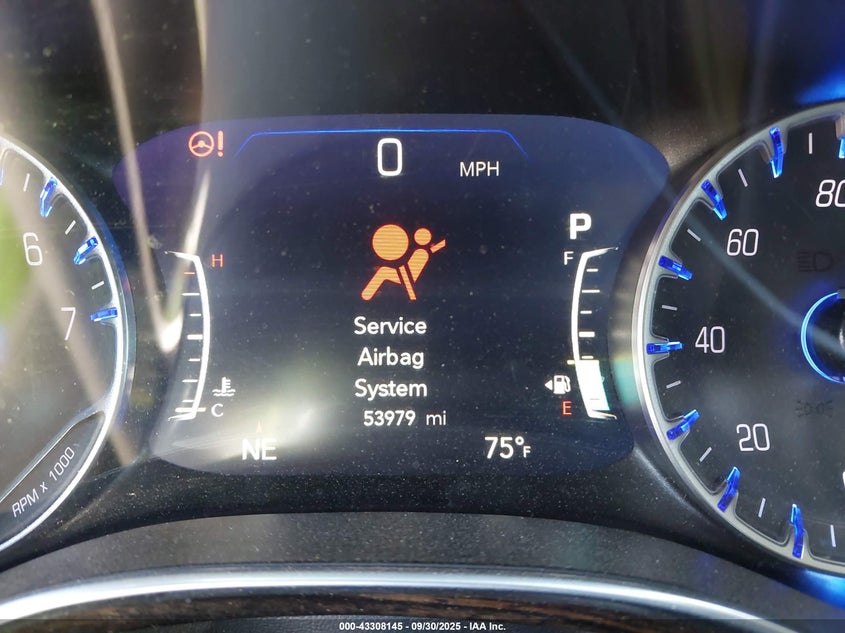 0
MPH
P
H
F
6
7
80
60
40
20
Service
Airbag
System
53979 mi
C
E
NE
75°F
RPM x 1000
000-43308145 - 09/30/2025 - IAA Inc.